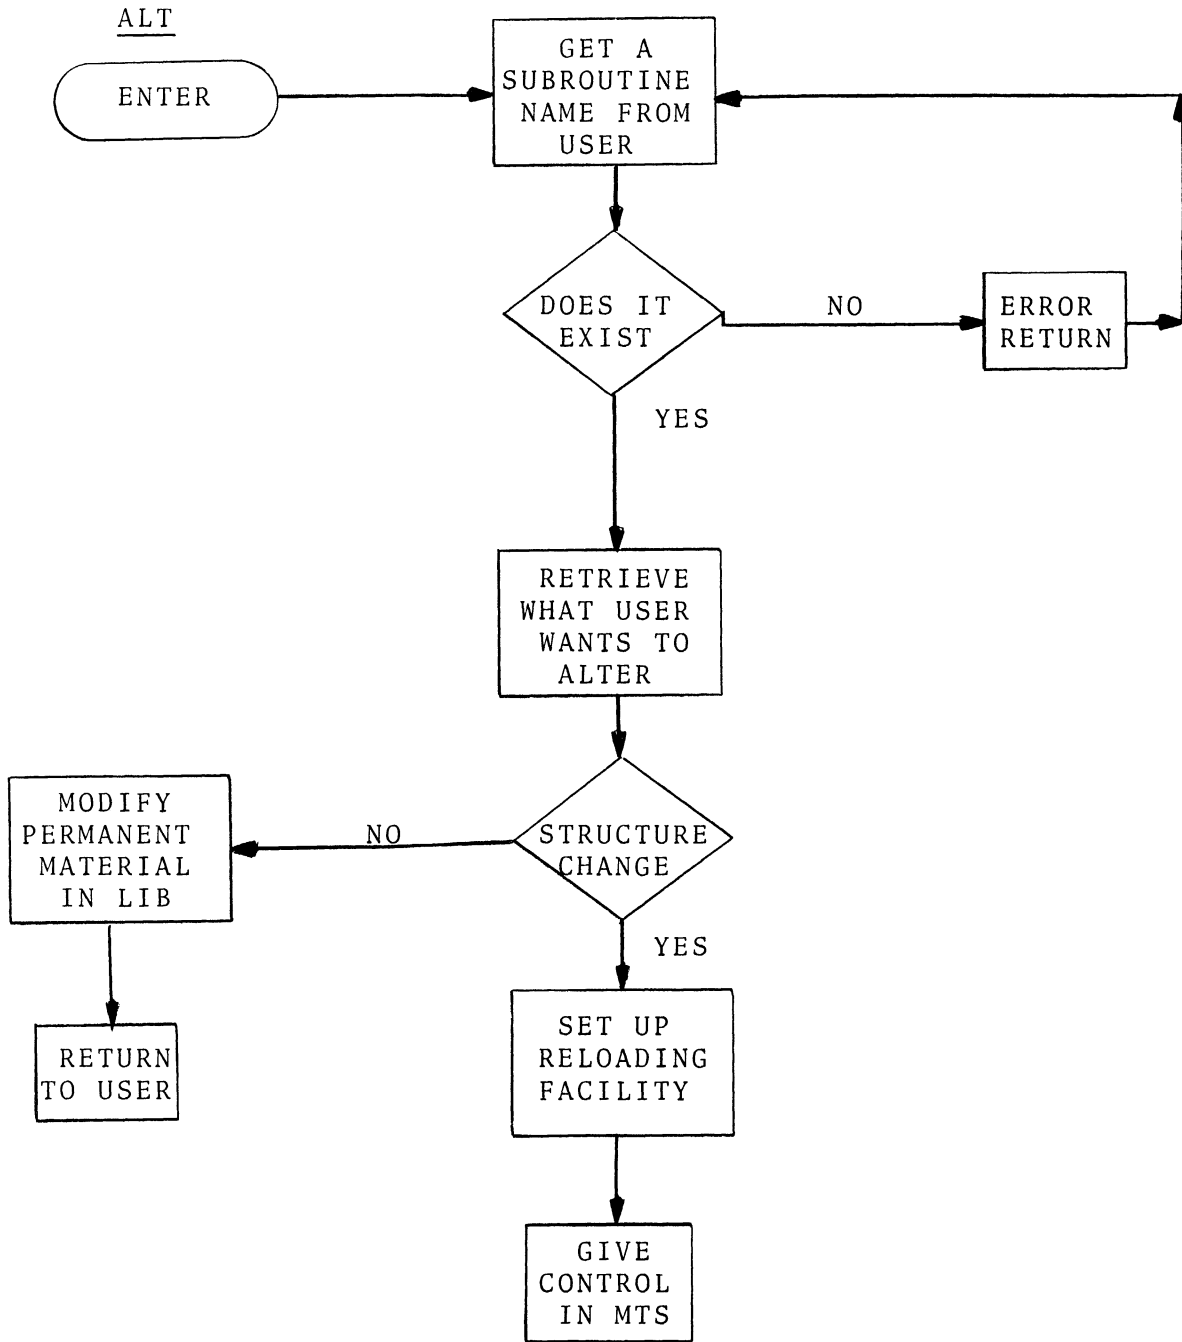 ALT
ENTER
GET A
SUBROUTINE
NAME FROM
USER
DOES IT
EXIST
NO
ERROR
RETURN
YES
RETRIEVE
WHAT USER
WANTS TO
ALTER
STRUCTURE
CHANGE
NO
MODIFY
PERMANENT
MATERIAL
IN LIB
RETURN
TO USER
YES
SET UP
RELOADING
FACILITY
GIVE
CONTROL
IN MTS